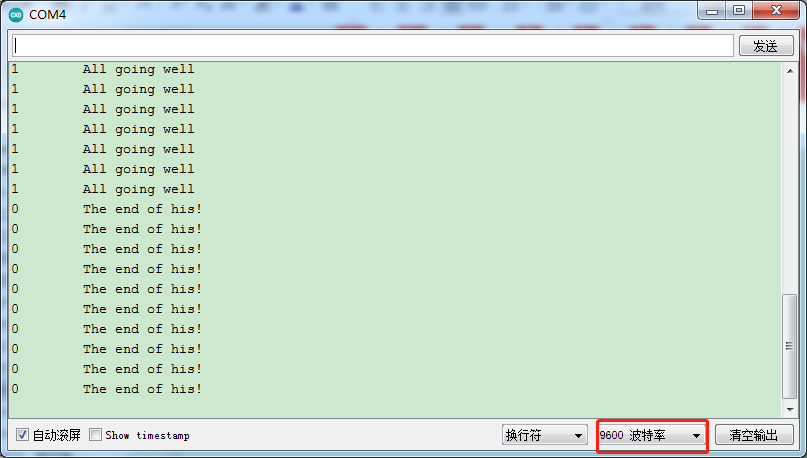 COM4
发送
1 All going well
1 All going well
1 All going well
1 All going well
1 All going well
1 All going well
1 All going well
0 The end of his!
0 The end of his!
0 The end of his!
0 The end of his!
0 The end of his!
0 The end of his!
0 The end of his!
0 The end of his!
0 The end of his!
0 The end of his!
自动滚屏 Show timestamp 换行符 9600 波特率 清空输出